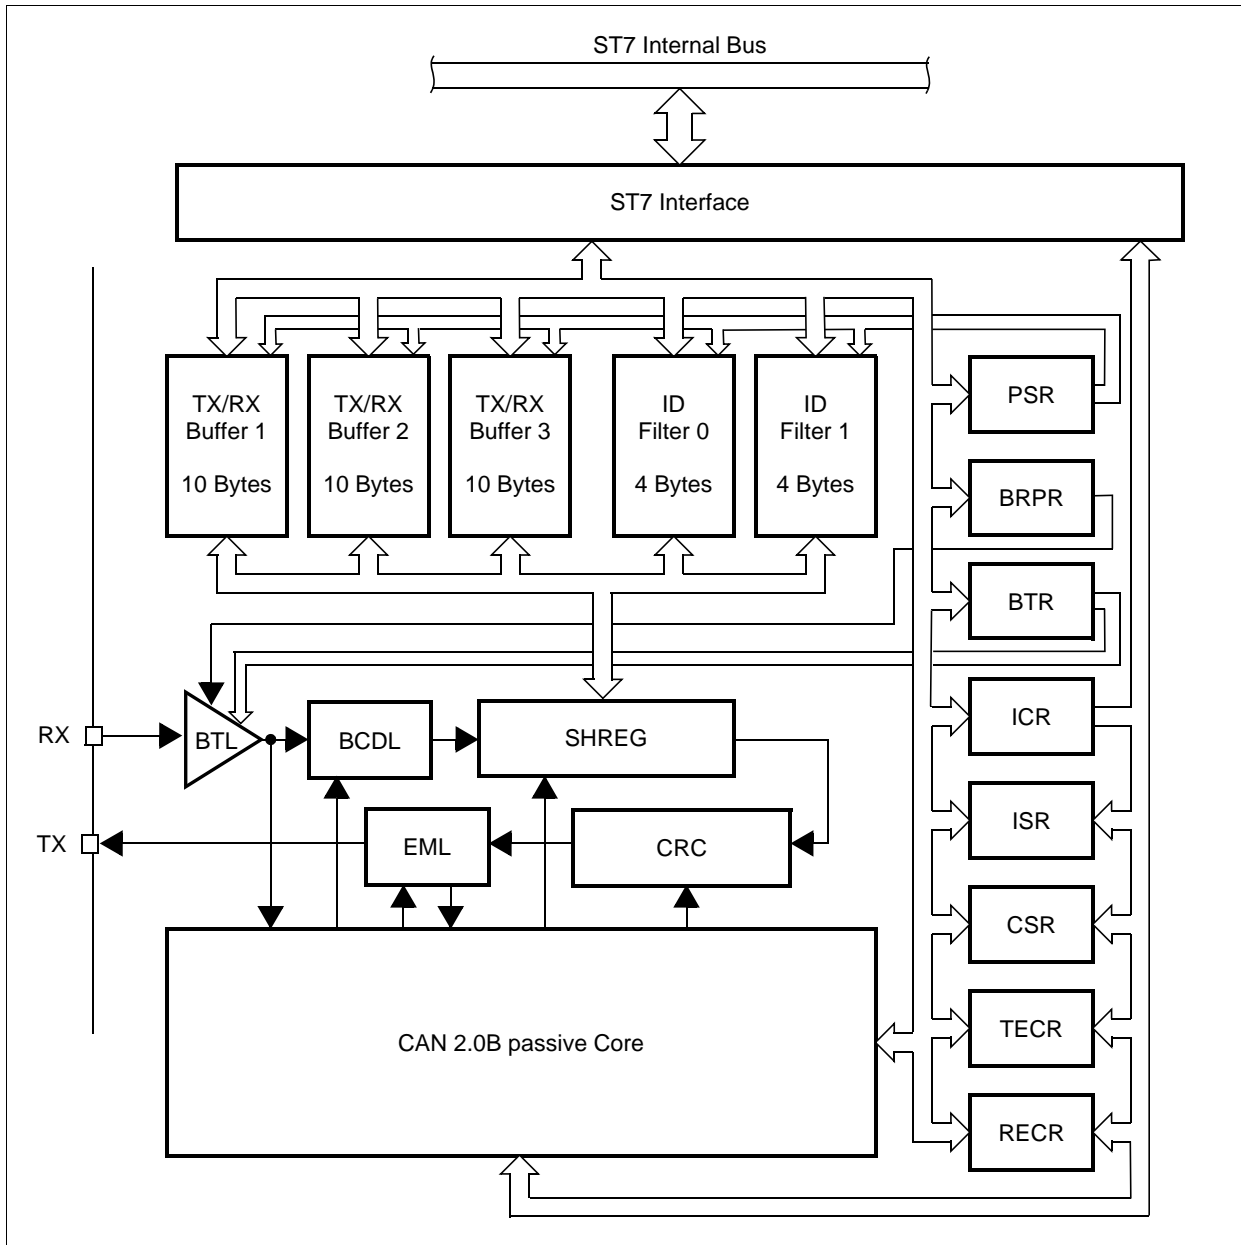 ST7 Internal Bus
ST7 Interface
TX/RX
Buffer 1
10 Bytes
TX/RX
Buffer 2
10 Bytes
TX/RX
Buffer 3
10 Bytes
ID
Filter 0
4 Bytes
ID
Filter 1
4 Bytes
PSR
BRPR
BTR
ICR
ISR
CSR
TECR
RECR
RX
BTL
BCDL
SHREG
TX
EML
CRC
CAN 2.0B passive Core